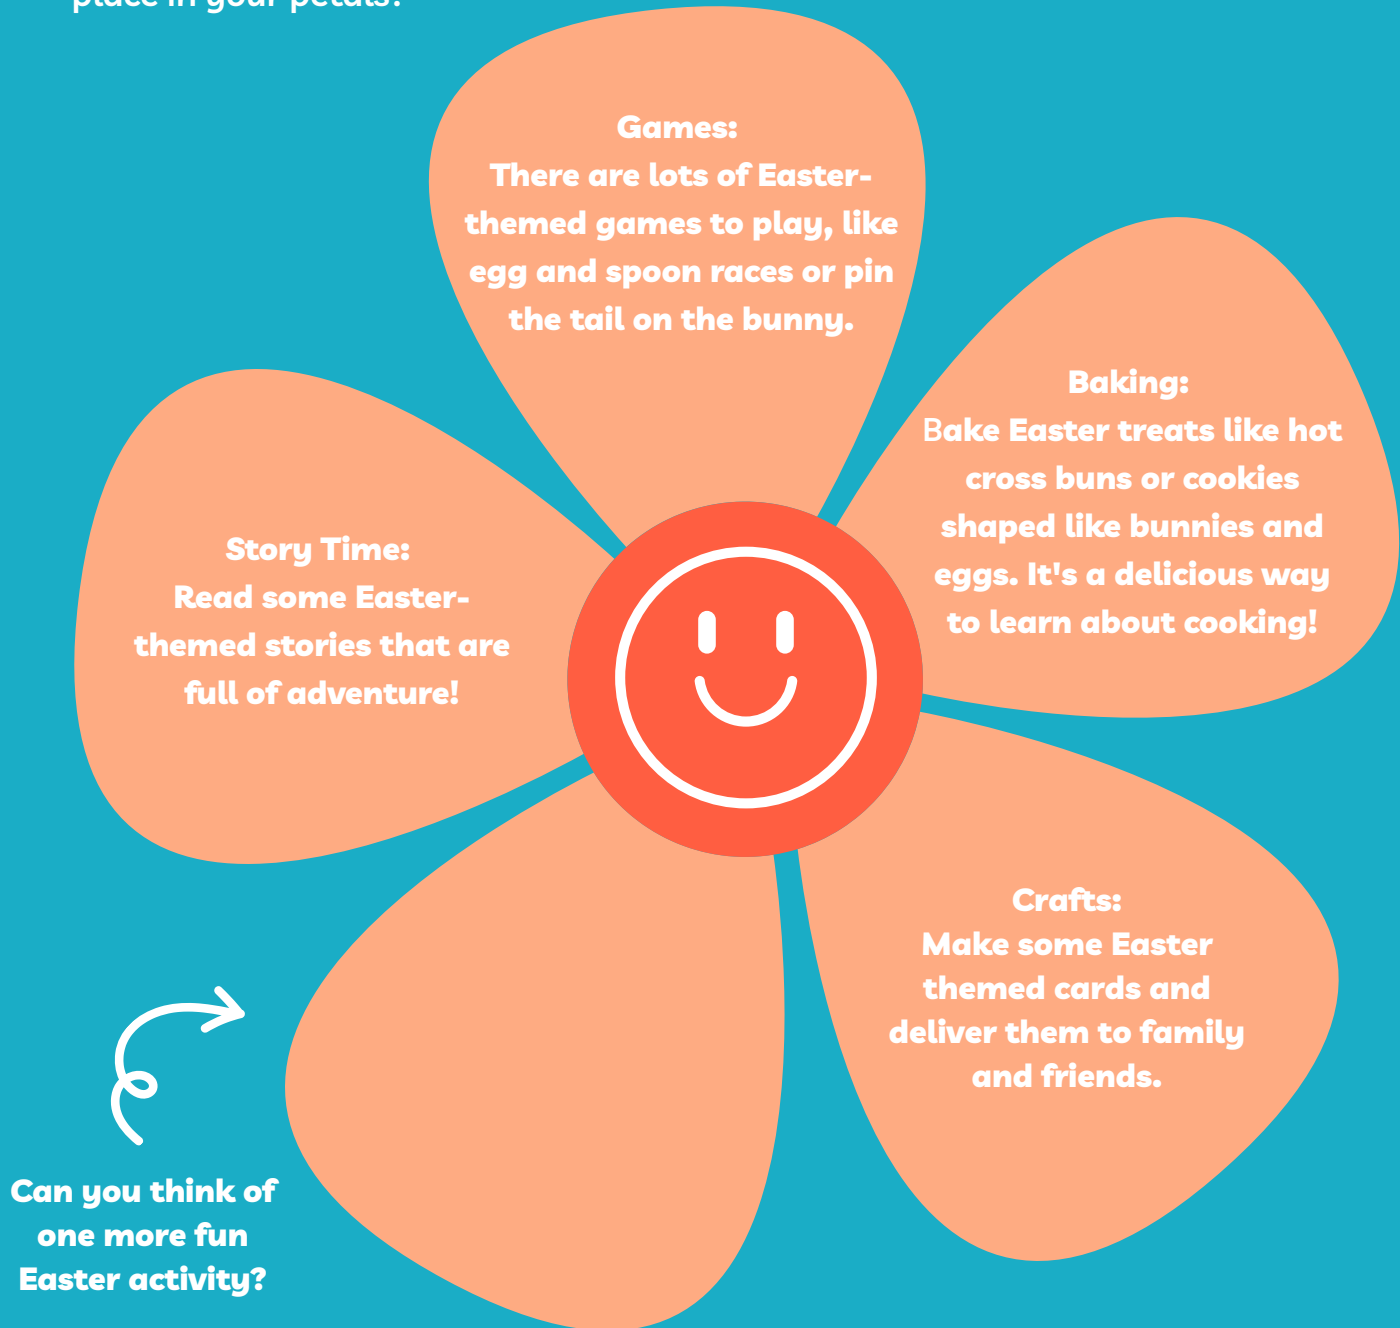 place in your petals?
Games:
There are lots of Easter-
themed games to play, like
egg and spoon races or pin
the tail on the bunny.
Baking:
Bake Easter treats like hot
cross buns or cookies
shaped like bunnies and
eggs. It's a delicious way
to learn about cooking!
Story Time:
Read some Easter-
themed stories that are
full of adventure!
Crafts:
Make some Easter
themed cards and
deliver them to family
and friends.
Can you think of
one more fun
Easter activity?